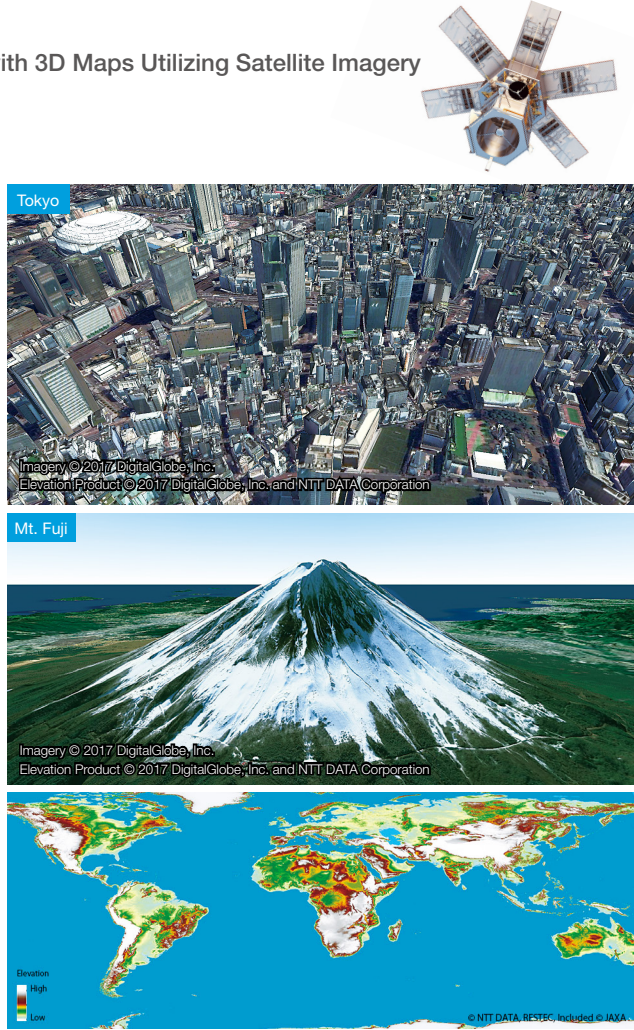 with 3D Maps Utilizing Satellite Imagery
Tokyo
Imagery © 2017 DigitalGlobe, Inc.
Elevation Product © 2017 DigitalGlobe, Inc. and NTT DATA Corporation
Mt. Fuji
Imagery © 2017 DigitalGlobe, Inc.
Elevation Product © 2017 DigitalGlobe, Inc. and NTT DATA Corporation
Elevation
High
Low
© NTT DATA, RESTEC, Included © JAXA